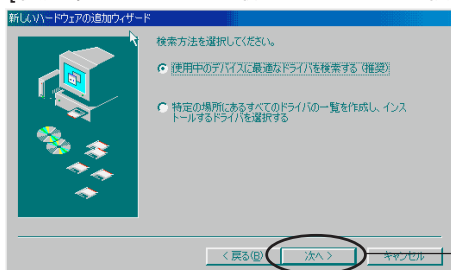 新しいハードウェアの追加ウィザード
検索方法を選択してください。
使用中のデバイスに最適なドライバを検索する (推奨)
特定の場所にあるすべてのドライバの一覧を作成し、インス
トールするドライバを選択する
< 戻る(B)
次へ >
キャンセル